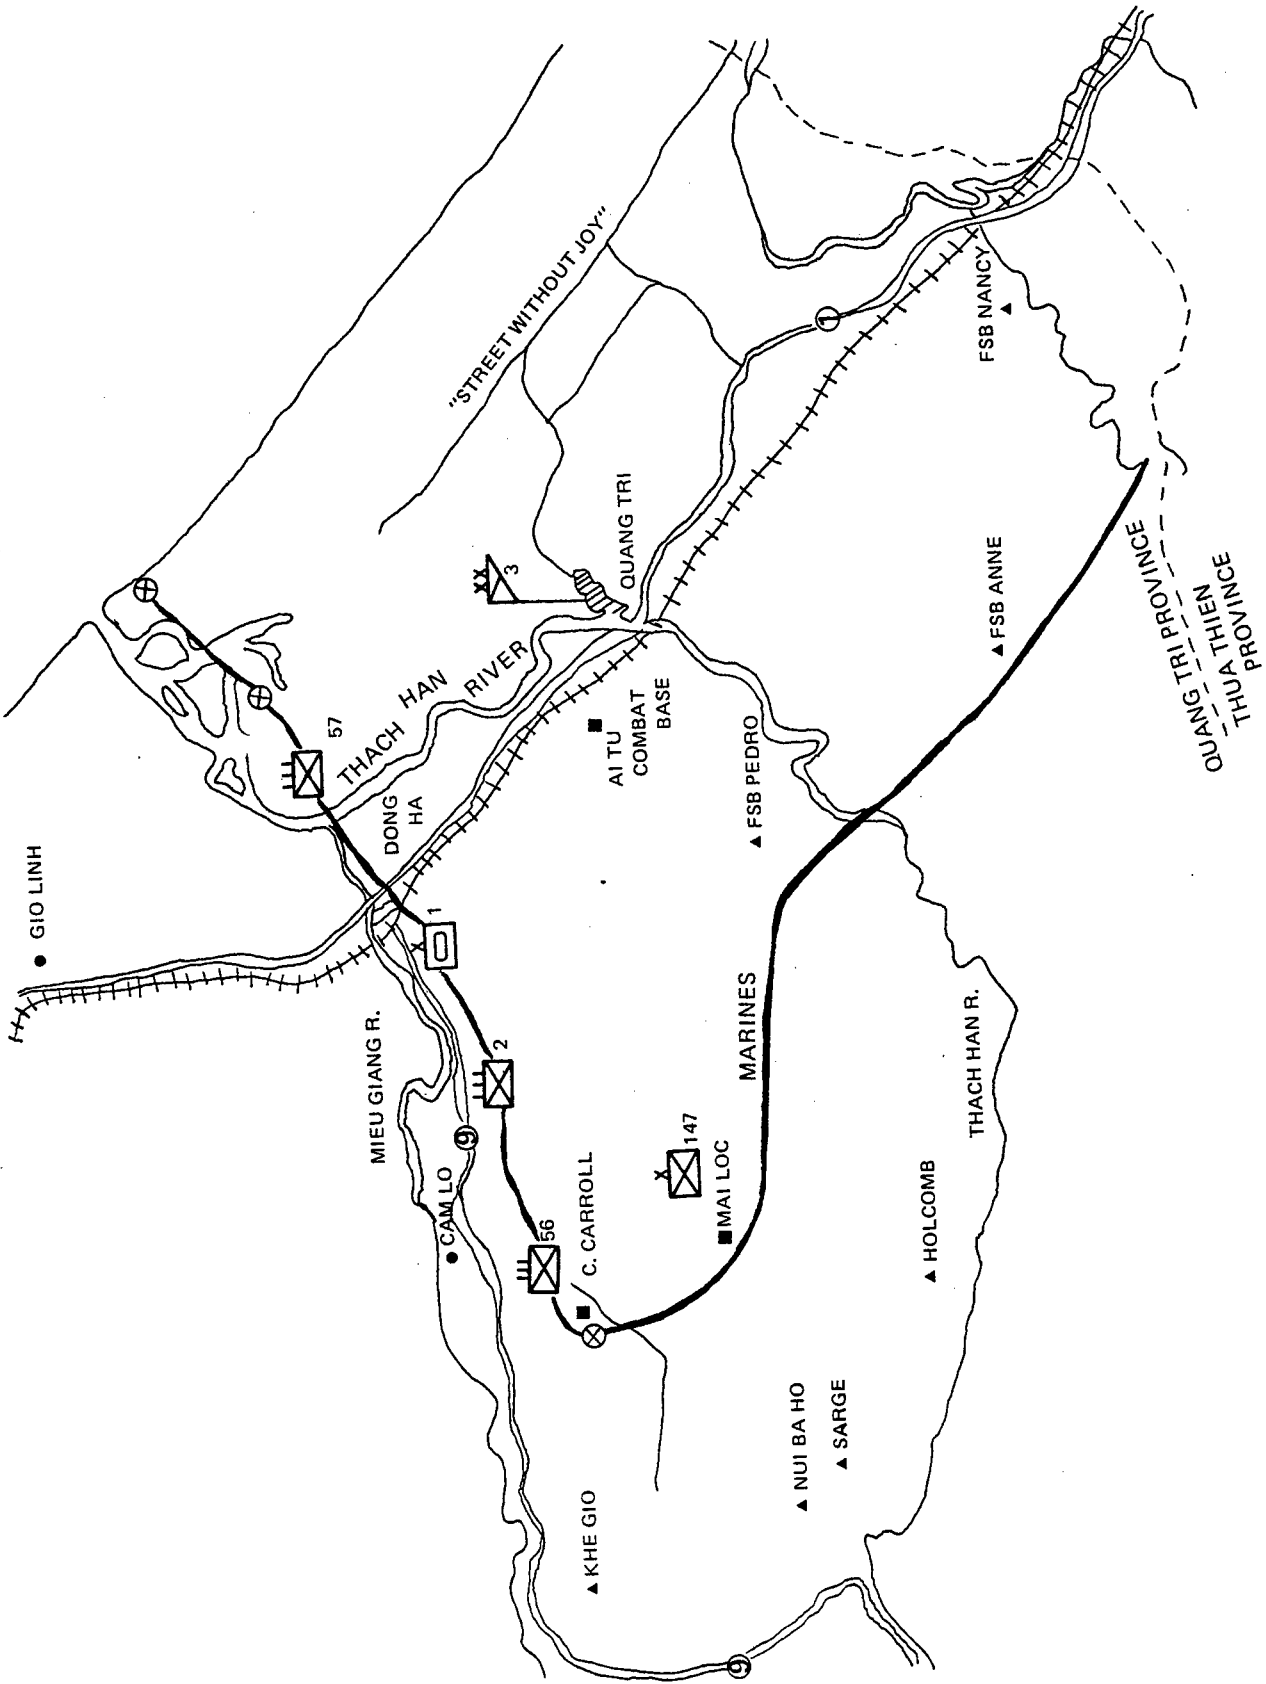 GIO LINH
57
THACH HAN RIVER
"STREET WITHOUT JOY"
XX
3
QUANG TRI
DONG
HA
1
X
1
AI TU
COMBAT
BASE
MIEU GIANG R.
2
9
CAM LO
56
C. CARROLL
X
147
MAI LOC
MARINES
FSB PEDRO
FSB ANNE
FSB NANCY
THACH HAN R.
HOLCOMB
NUI BA HO
SARGE
KHE GIO
9
QUANG TRI PROVINCE
THUA THIEN
PROVINCE